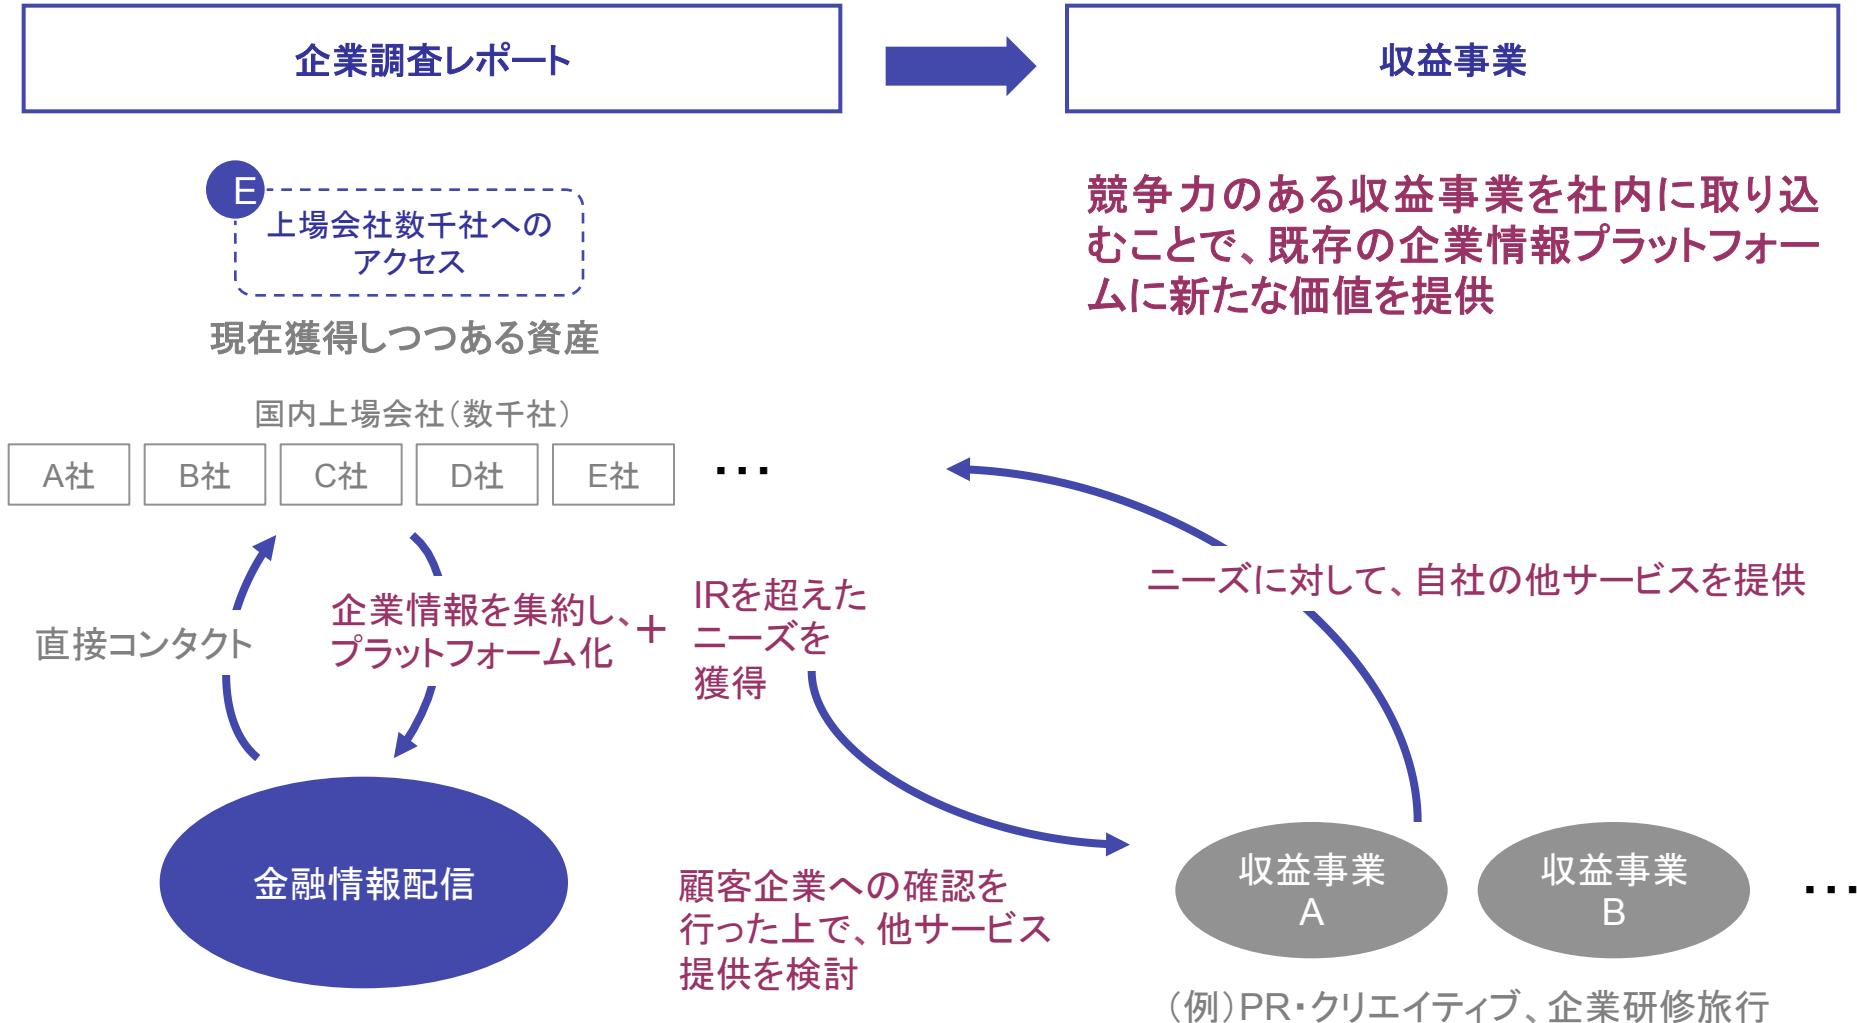 企業調査レポート
収益事業
E
上場会社数千社への
アクセス
現在獲得しつつある資産
競争力のある収益事業を社内に取り込
むことで、既存の企業情報プラットフォー
ムに新たな価値を提供
国内上場会社（数千社）
A社
B社
C社
D社
E社
･･･
直接コンタクト
企業情報を集約し、
プラットフォーム化
+
IRを超えた
ニーズを
獲得
ニーズに対して、自社の他サービスを提供
金融情報配信
顧客企業への確認を
行った上で、他サービス
提供を検討
収益事業
A
収益事業
B
･･･
（例）PR・クリエイティブ、企業研修旅行